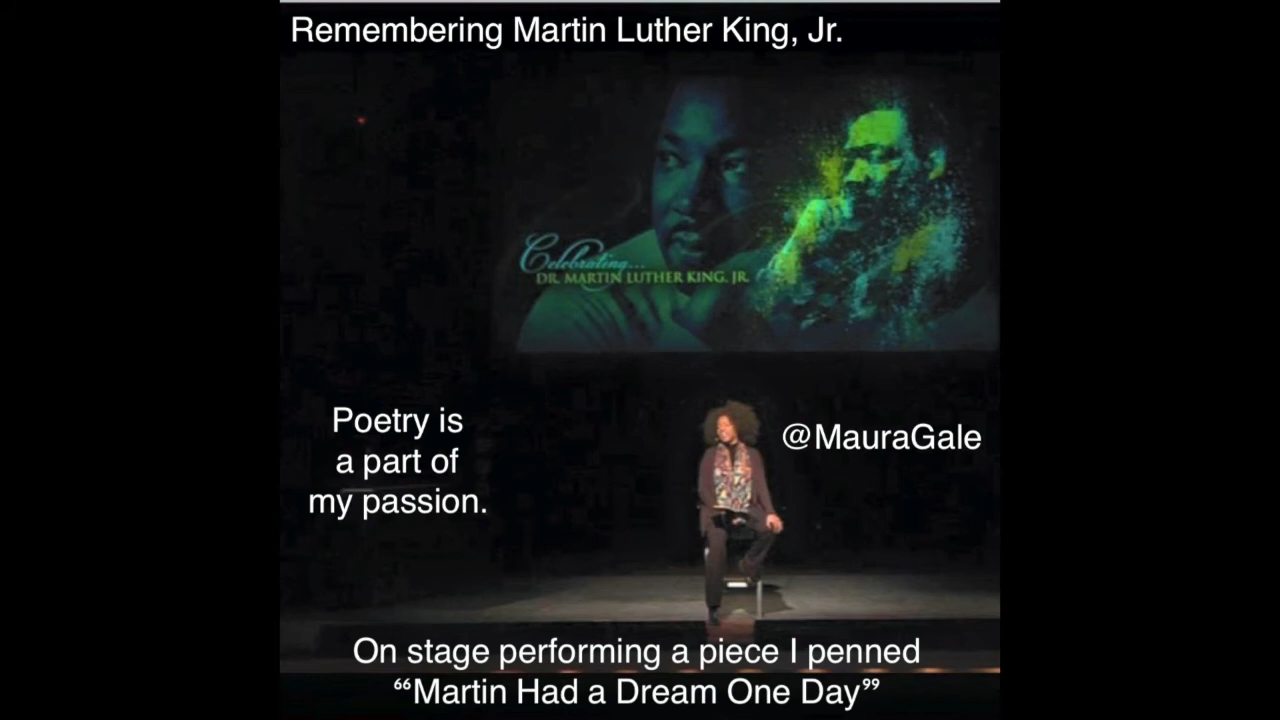 Remembering Martin Luther King, Jr.
Celebrating...
DR. MARTIN LUTHER KING, JR.
Poetry is
a part of
my passion.
@MauraGale
On stage performing a piece I penned
“Martin Had a Dream One Day”